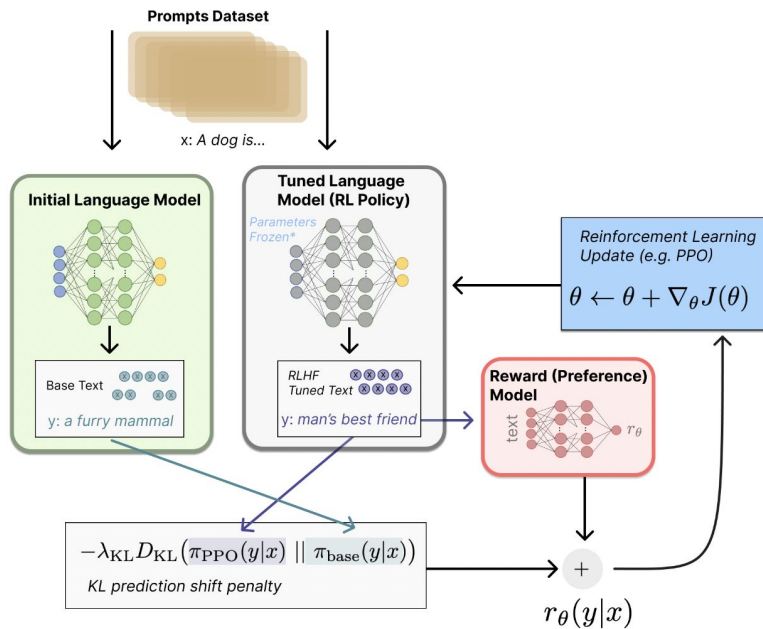 Prompts Dataset
x: A dog is...
Initial Language Model
Tuned Language
Model (RL Policy)
Parameters
Frozen*
Reinforcement Learning
Update (e.g. PPO)
θ ← θ + ∇θJ(θ)
Base Text
x x x x
x x x x
y: a furry mammal
RLHF
Tuned Text
x x x x
x x x x
y: man's best friend
Reward (Preference)
Model
text
rθ
−λKL DKL(πPPO(y|x) || πbase(y|x))
KL prediction shift penalty
+
rθ(y|x)